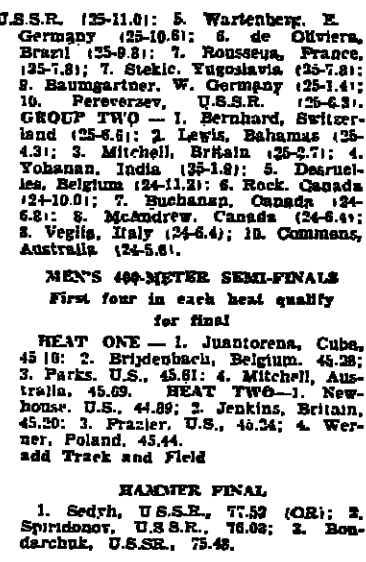 U.S.S.R. (25-11.0); 5. Wartenberg, E.
Germany (25-10.6); 6. de Oliviera,
Brazil (25-9.8); 7. Rousseua, France,
(25-7.8); 7. Stekic, Yugoslavia (25-7.8);
9. Baumgartner, W. Germany (25-1.4);
10. Pereverzev, U.S.S.R. (25-6.3).
GROUP TWO — 1. Bernhard, Switzer-
land (25-6.6); 2. Lewis, Bahamas (25-
4.3); 3. Mitchell, Britain (25-2.7); 4.
Yohanan, India (25-1.9); 5. Desruel-
les, Belgium (24-11.2); 6. Rock, Canada
(24-10.0); 7. Buchanan, Canada (24-
6.8); 8. McAndrew, Canada (24-6.4);
8. Veglia, Italy (24-6.4); 10. Commons,
Australia (24-5.6).
MEN'S 400-METER SEMI-FINALS
First four in each heat qualify
for final
HEAT ONE — 1. Juantorena, Cuba,
45.10; 2. Brijdenbach, Belgium, 45.28;
3. Parks, U.S., 45.61; 4. Mitchell, Aus-
tralia, 45.69. HEAT TWO—1. New-
house, U.S., 44.89; 2. Jenkins, Britain,
45.20; 3. Frazier, U.S., 45.24; 4. Wer-
ner, Poland, 45.44.
add Track and Field
HAMMER FINAL
1. Sedyh, U.S.S.R., 77.52 (OR); 2.
Spiridonov, U.S.S.R., 76.08; 3. Bon-
darchuk, U.S.SR., 75.48.